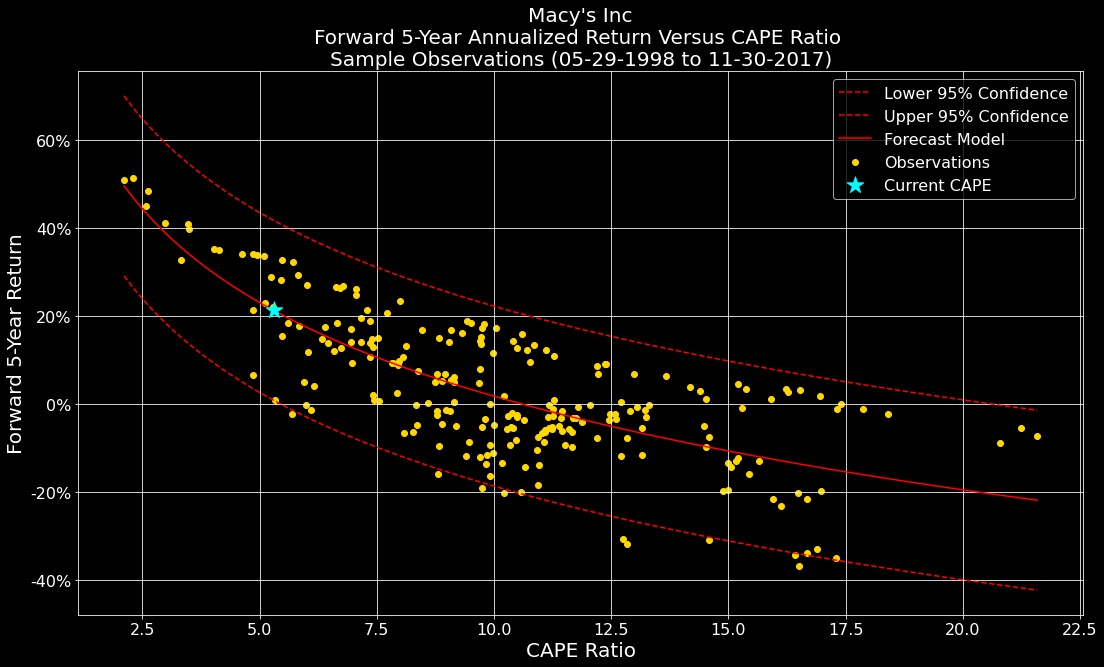 Macy's Inc
Forward 5-Year Annualized Return Versus CAPE Ratio
Sample Observations (05-29-1998 to 11-30-2017)
Lower 95% Confidence
Upper 95% Confidence
Forecast Model
Observations
Current CAPE
Forward 5-Year Return
60%
40%
20%
0%
-20%
-40%
2.5
5.0
7.5
10.0
12.5
15.0
17.5
20.0
22.5
CAPE Ratio